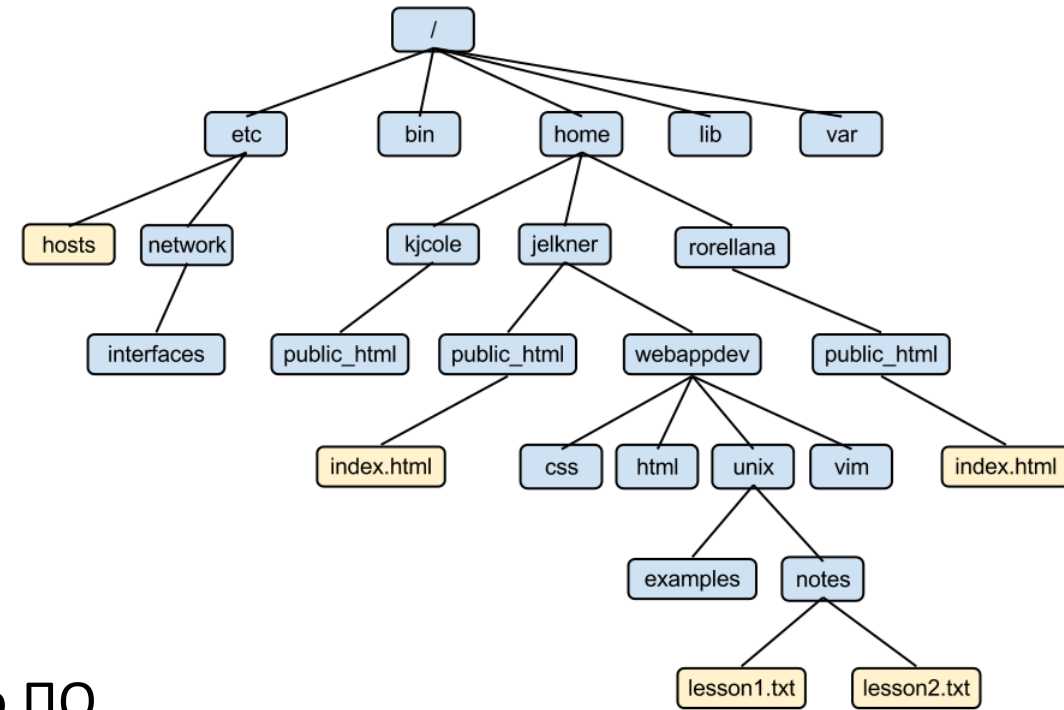 /
etc bin home lib var
hosts network kjcole jelkner rorellana
interfaces public_html public_html webappdev public_html
index.html css html unix vim index.html
examples notes
lesson1.txt lesson2.txt
ПО